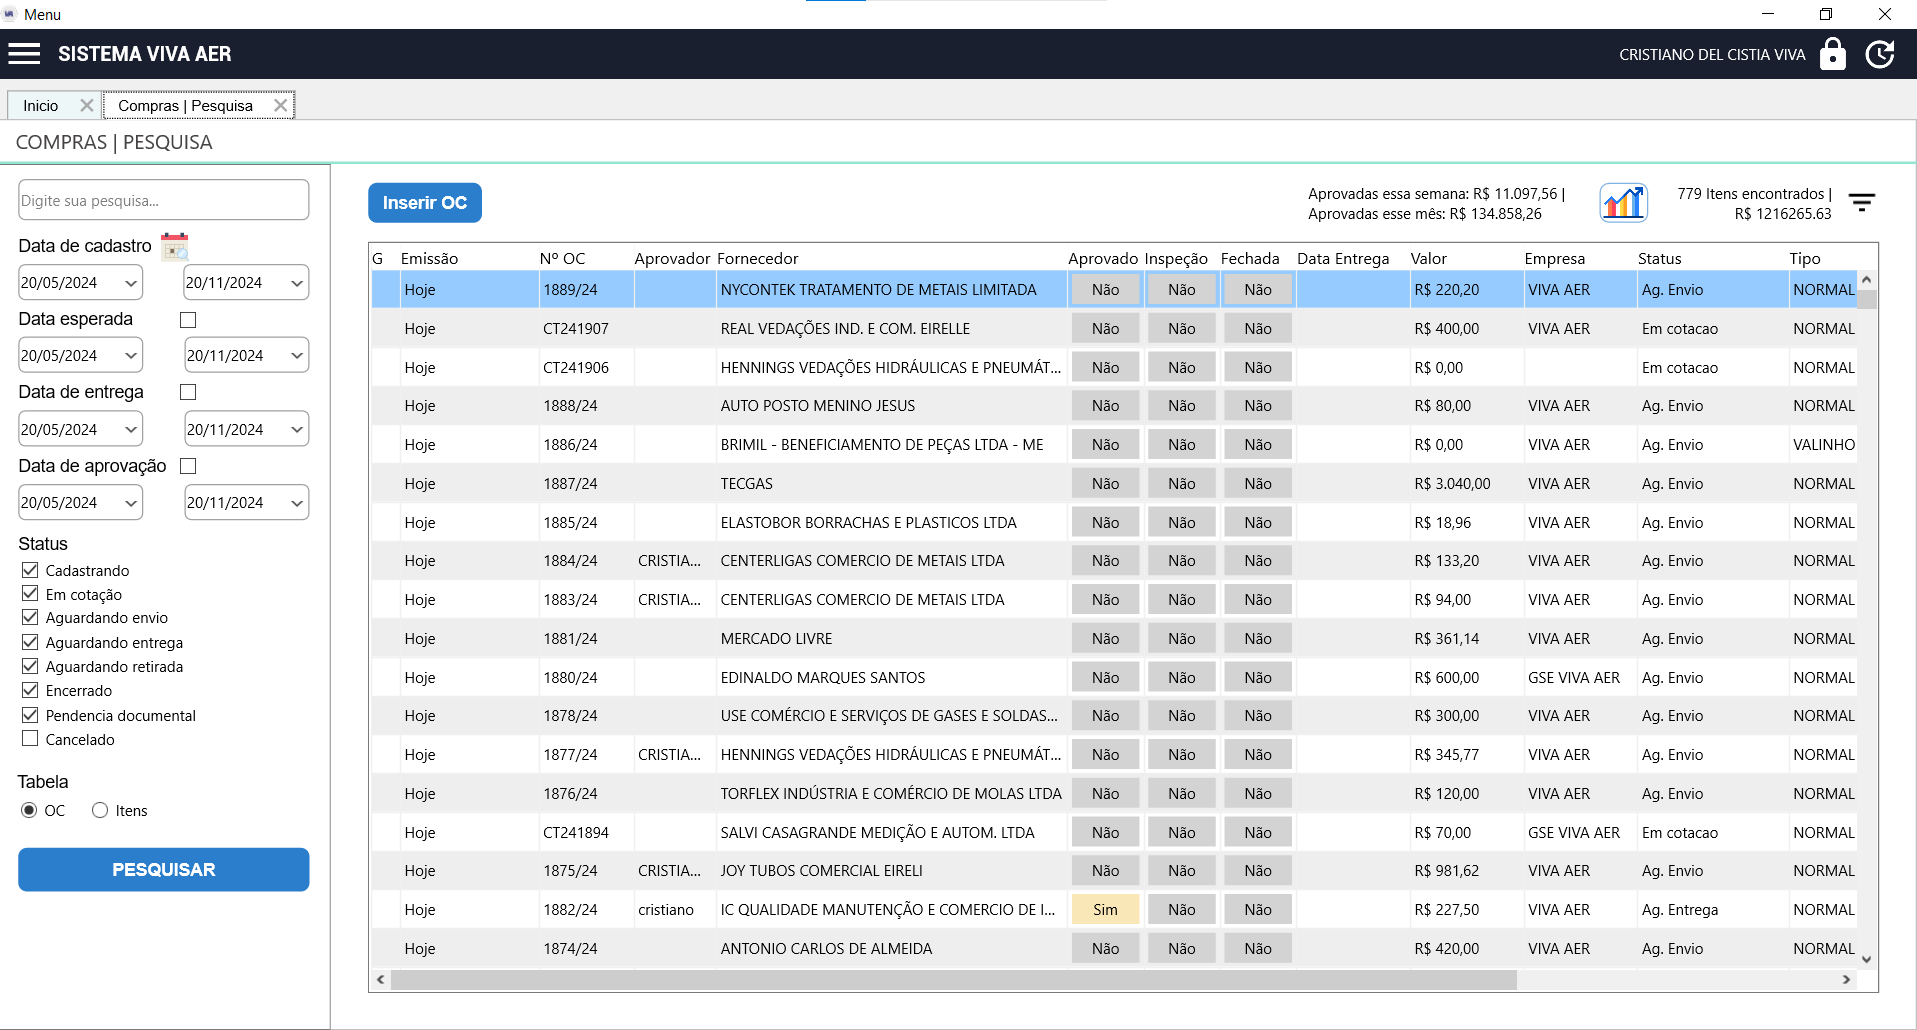 Menu
SISTEMA VIVA AER
CRISTIANO DEL CISTIA VIVA
Inicio
Compras | Pesquisa
COMPRAS | PESQUISA
Digite sua pesquisa...
Data de cadastro
20/05/2024 20/11/2024
Data esperada
20/05/2024 20/11/2024
Data de entrega
20/05/2024 20/11/2024
Data de aprovação
20/05/2024 20/11/2024
Status
Cadastrando
Em cotação
Aguardando envio
Aguardando entrega
Aguardando retirada
Encerrado
Pendencia documental
Cancelado
Tabela
OC Itens
PESQUISAR
Inserir OC
Aprovadas essa semana: R$ 11.097,56 |
Aprovadas esse mês: R$ 134.858,26
779 Itens encontrados |
R$ 1216265.63
G Emissão Nº OC Aprovador Fornecedor Aprovado Inspeção Fechada Data Entrega Valor Empresa Status Tipo
Hoje 1889/24 NYCONTEK TRATAMENTO DE METAIS LIMITADA Não Não Não R$ 220,20 VIVA AER Ag. Envio NORMAL
Hoje CT241907 REAL VEDAÇÕES IND. E COM. EIRELLE Não Não Não R$ 400,00 VIVA AER Em cotacao NORMAL
Hoje CT241906 HENNINGS VEDAÇÕES HIDRÁULICAS E PNEUMÁT... Não Não Não R$ 0,00 Em cotacao NORMAL
Hoje 1888/24 AUTO POSTO MENINO JESUS Não Não Não R$ 80,00 VIVA AER Ag. Envio NORMAL
Hoje 1886/24 BRIMIL - BENEFICIAMENTO DE PEÇAS LTDA - ME Não Não Não R$ 0,00 VIVA AER Ag. Envio VALINHO
Hoje 1887/24 TECGAS Não Não Não R$ 3.040,00 VIVA AER Ag. Envio NORMAL
Hoje 1885/24 ELASTOBOR BORRACHAS E PLASTICOS LTDA Não Não Não R$ 18,96 VIVA AER Ag. Envio NORMAL
Hoje 1884/24 CRISTIA... CENTERLIGAS COMERCIO DE METAIS LTDA Não Não Não R$ 133,20 VIVA AER Ag. Envio NORMAL
Hoje 1883/24 CRISTIA... CENTERLIGAS COMERCIO DE METAIS LTDA Não Não Não R$ 94,00 VIVA AER Ag. Envio NORMAL
Hoje 1881/24 MERCADO LIVRE Não Não Não R$ 361,14 VIVA AER Ag. Envio NORMAL
Hoje 1880/24 EDINALDO MARQUES SANTOS Não Não Não R$ 600,00 GSE VIVA AER Ag. Envio NORMAL
Hoje 1878/24 USE COMÉRCIO E SERVIÇOS DE GASES E SOLDAS... Não Não Não R$ 300,00 VIVA AER Ag. Envio NORMAL
Hoje 1877/24 CRISTIA... HENNINGS VEDAÇÕES HIDRÁULICAS E PNEUMÁT... Não Não Não R$ 345,77 VIVA AER Ag. Envio NORMAL
Hoje 1876/24 TORFLEX INDÚSTRIA E COMÉRCIO DE MOLAS LTDA Não Não Não R$ 120,00 VIVA AER Ag. Envio NORMAL
Hoje CT241894 SALVI CASAGRANDE MEDIÇÃO E AUTOM. LTDA Não Não Não R$ 70,00 GSE VIVA AER Em cotacao NORMAL
Hoje 1875/24 CRISTIA... JOY TUBOS COMERCIAL EIRELI Não Não Não R$ 981,62 VIVA AER Ag. Envio NORMAL
Hoje 1882/24 cristiano IC QUALIDADE MANUTENÇÃO E COMERCIO DE I... Sim Não Não R$ 227,50 VIVA AER Ag. Entrega NORMAL
Hoje 1874/24 ANTONIO CARLOS DE ALMEIDA Não Não Não R$ 420,00 VIVA AER Ag. Envio NORMAL